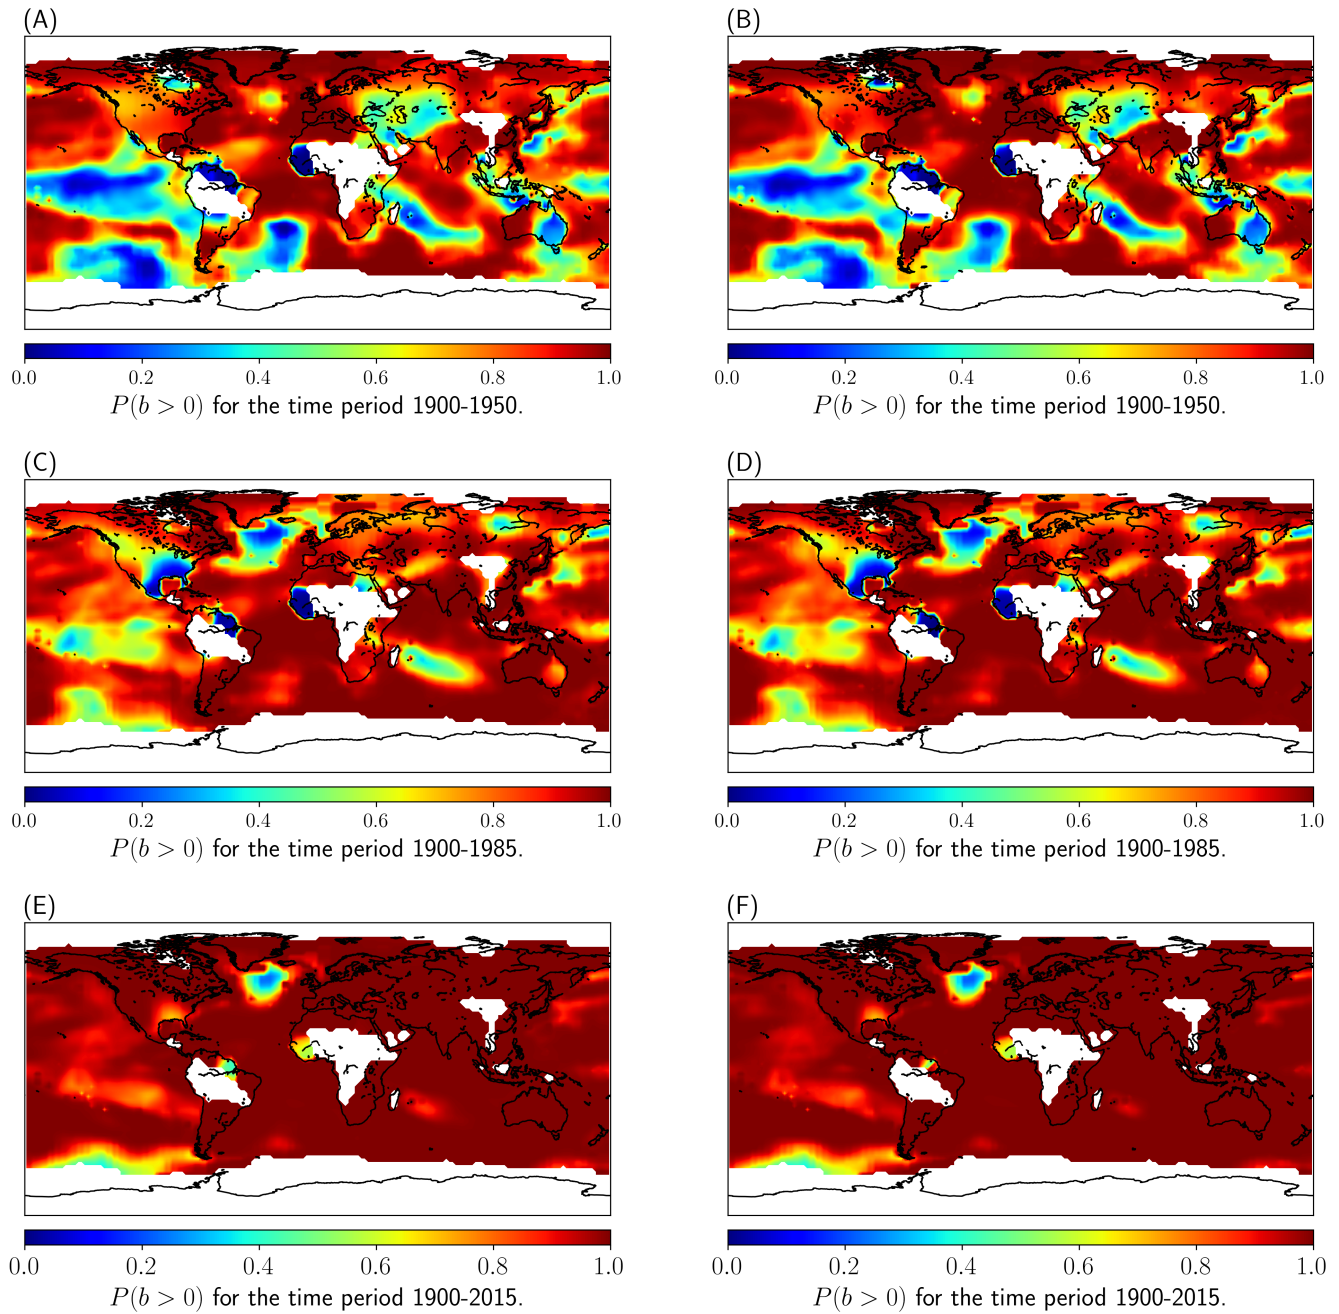 (A)
(B)
0.0 0.2 0.4 0.6 0.8 1.0
P(b > 0) for the time period 1900-1950.
0.0 0.2 0.4 0.6 0.8 1.0
P(b > 0) for the time period 1900-1950.
(C)
(D)
0.0 0.2 0.4 0.6 0.8 1.0
P(b > 0) for the time period 1900-1985.
0.0 0.2 0.4 0.6 0.8 1.0
P(b > 0) for the time period 1900-1985.
(E)
(F)
0.0 0.2 0.4 0.6 0.8 1.0
P(b > 0) for the time period 1900-2015.
0.0 0.2 0.4 0.6 0.8 1.0
P(b > 0) for the time period 1900-2015.